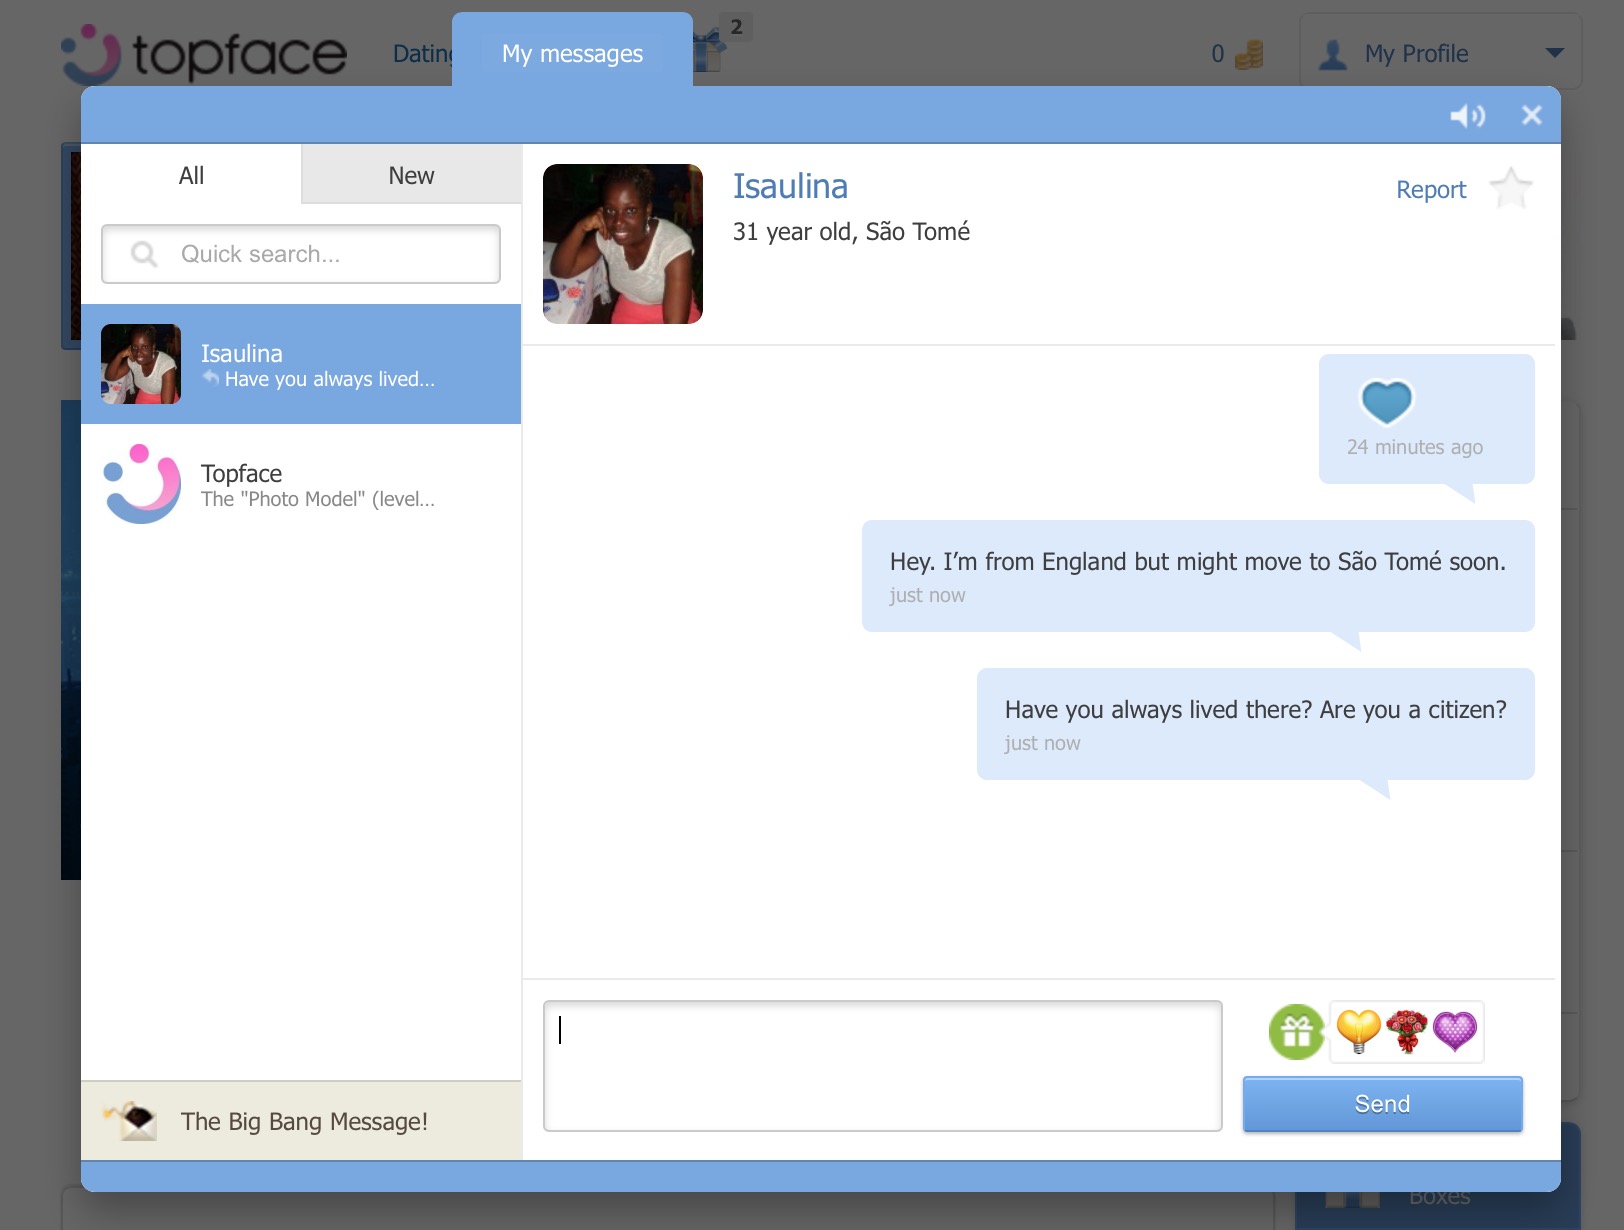 topface
Dating
My messages
2
0
My Profile
All
New
Quick search...
Isaulina
Have you always lived...
Topface
The "Photo Model" (level...
The Big Bang Message!
Isaulina
31 year old, São Tomé
Report
24 minutes ago
Hey. I’m from England but might move to São Tomé soon.
just now
Have you always lived there? Are you a citizen?
just now
Send
Boxes